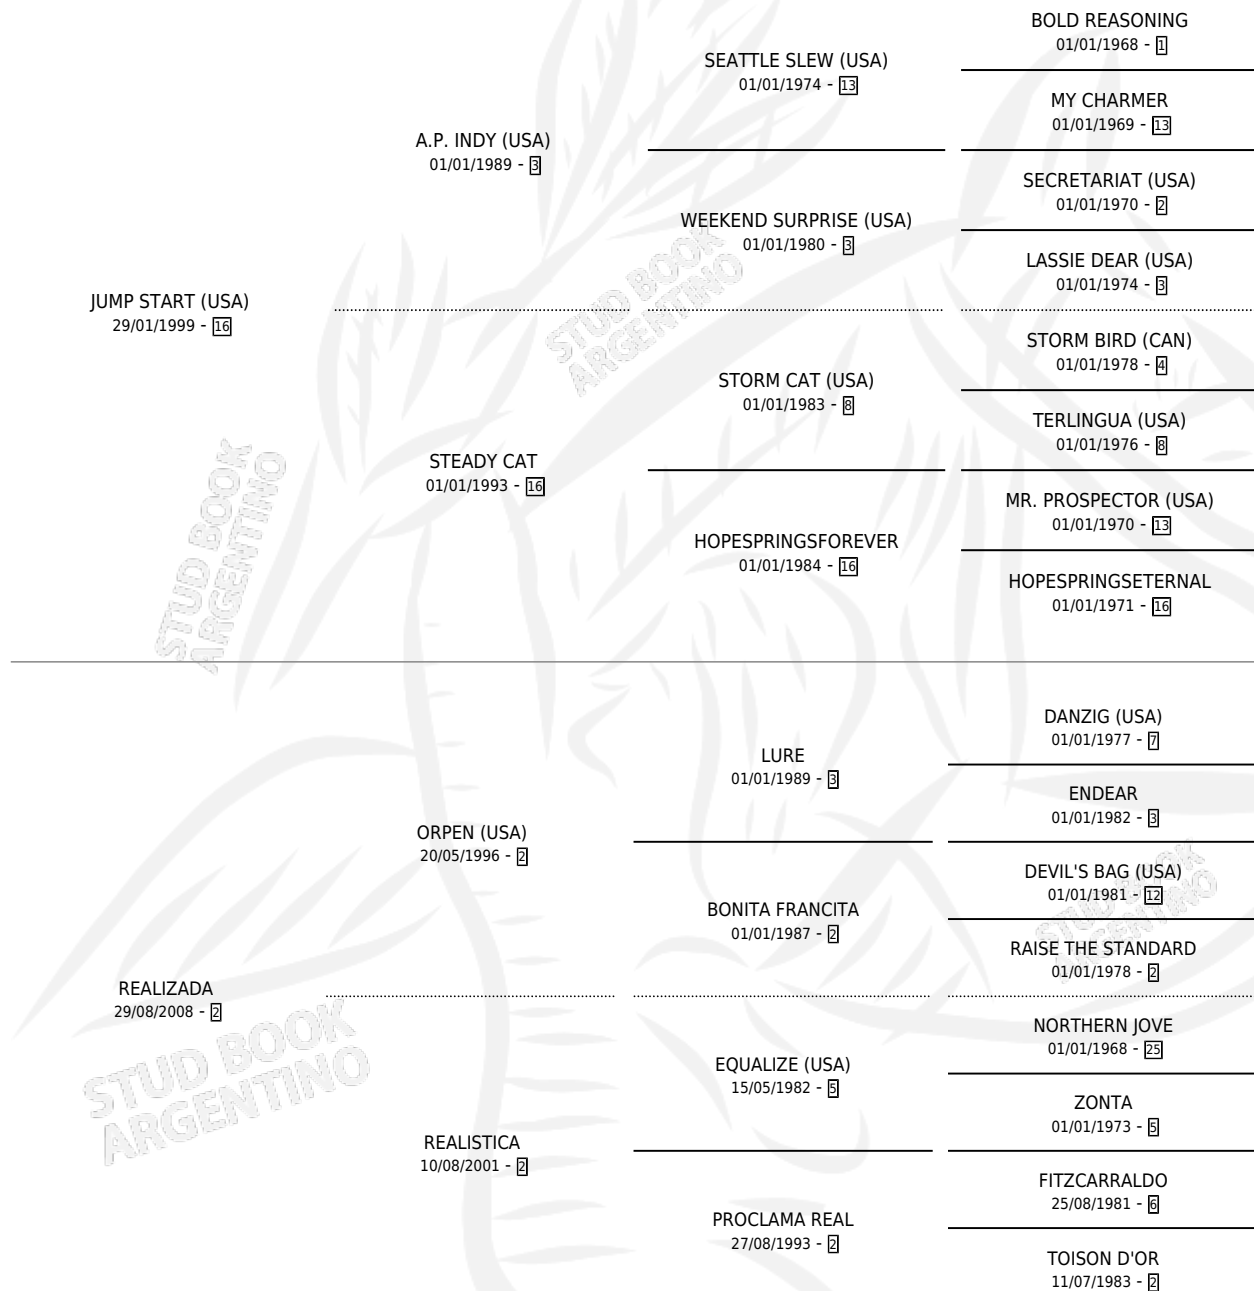 BOLD REASONING
01/01/1968 - 1
SEATTLE SLEW (USA)
01/01/1974 - 13
MY CHARMER
01/01/1969 - 13
A.P. INDY (USA)
01/01/1989 - 3
SECRETARIAT (USA)
01/01/1970 - 2
WEEKEND SURPRISE (USA)
01/01/1980 - 3
LASSIE DEAR (USA)
01/01/1974 - 3
JUMP START (USA)
29/01/1999 - 16
STORM BIRD (CAN)
01/01/1978 - 4
STORM CAT (USA)
01/01/1983 - 8
TERLINGUA (USA)
01/01/1976 - 8
STEADY CAT
01/01/1993 - 16
MR. PROSPECTOR (USA)
01/01/1970 - 13
HOPESPRINGSFOREVER
01/01/1984 - 16
HOPESPRINGSETERNAL
01/01/1971 - 16
DANZIG (USA)
01/01/1977 - 7
LURE
01/01/1989 - 3
ENDEAR
01/01/1982 - 3
ORPEN (USA)
20/05/1996 - 2
DEVIL'S BAG (USA)
01/01/1981 - 12
BONITA FRANCITA
01/01/1987 - 2
RAISE THE STANDARD
01/01/1978 - 2
REALIZADA
29/08/2008 - 2
NORTHERN JOVE
01/01/1968 - 25
EQUALIZE (USA)
15/05/1982 - 5
ZONTA
01/01/1973 - 5
REALISTICA
10/08/2001 - 2
FITZCARRALDO
25/08/1981 - 6
PROCLAMA REAL
27/08/1993 - 2
TOISON D'OR
11/07/1983 - 2
STUD BOOK
ARGENTINO
STUD BOOK
ARGENTINO
STUD BOOK
ARGENTINO
STUD BOOK
ARGENTINO